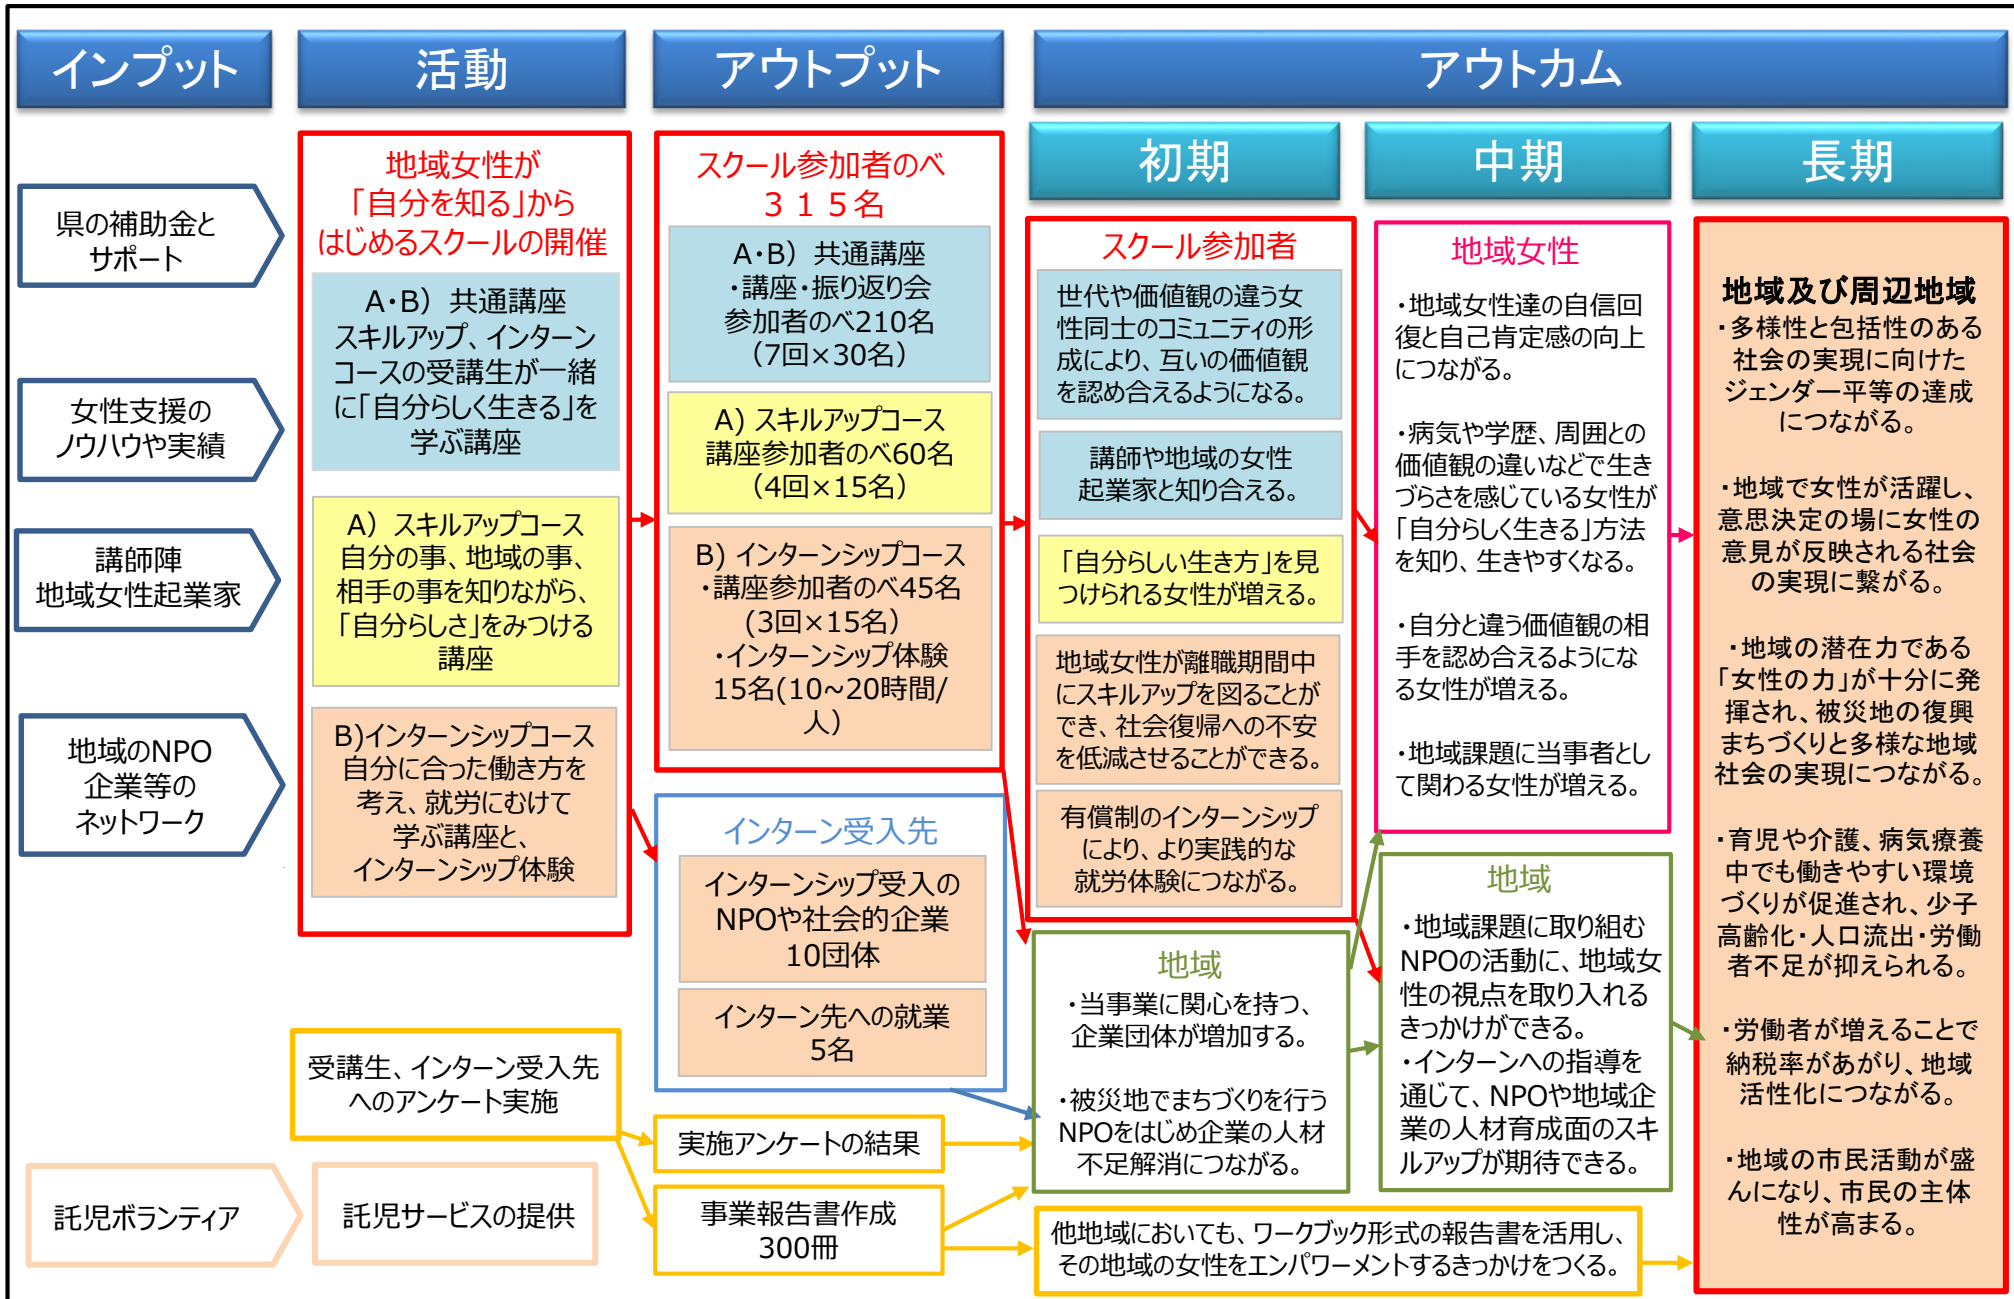 インプット
活動
アウトプット
アウトカム
初期
中期
長期
県の補助金と
サポート
女性支援の
ノウハウや実績
講師陣
地域女性起業家
地域のNPO
企業等の
ネットワーク
託児ボランティア
地域女性が
「自分を知る」から
はじめるスクールの開催
A・B）共通講座
スキルアップ、インターン
コースの受講生が一緒
に「自分らしく生きる」を
学ぶ講座
A）スキルアップコース
自分の事、地域の事、
相手の事を知りながら、
「自分らしさ」をみつける
講座
B)インターンシップコース
自分に合った働き方を
考え、就労にむけて
学ぶ講座と、
インターンシップ体験
受講生、インターン受入先
へのアンケート実施
託児サービスの提供
スクール参加者のべ
３１５名
A・B）共通講座
・講座・振り返り会
参加者のべ210名
（7回×30名）
A) スキルアップコース
講座参加者のべ60名
（4回×15名）
B) インターンシップコース
・講座参加者のべ45名
(3回×15名）
・インターンシップ体験
15名(10~20時間/
人）
インターン受入先
インターンシップ受入の
NPOや社会的企業
10団体
インターン先への就業
5名
実施アンケートの結果
事業報告書作成
300冊
スクール参加者
世代や価値観の違う女
性同士のコミュニティの形
成により、互いの価値観
を認め合えるようになる。
講師や地域の女性
起業家と知り合える。
「自分らしい生き方」を見
つけられる女性が増える。
地域女性が離職期間中
にスキルアップを図ることが
でき、社会復帰への不安
を低減させることができる。
有償制のインターンシップ
により、より実践的な
就労体験につながる。
地域
・当事業に関心を持つ、
企業団体が増加する。
・被災地でまちづくりを行う
NPOをはじめ企業の人材
不足解消につながる。
他地域においても、ワークブック形式の報告書を活用し、
その地域の女性をエンパワーメントするきっかけをつくる。
地域女性
・地域女性達の自信回
復と自己肯定感の向上
につながる。
・病気や学歴、周囲との
価値観の違いなどで生き
づらさを感じている女性が
「自分らしく生きる」方法
を知り、生きやすくなる。
・自分と違う価値観の相
手を認め合えるようにな
る女性が増える。
・地域課題に当事者とし
て関わる女性が増える。
地域
・地域課題に取り組む
NPOの活動に、地域女
性の視点を取り入れる
きっかけができる。
・インターンへの指導を
通じて、NPOや地域企
業の人材育成面のスキ
ルアップが期待できる。
地域及び周辺地域
・多様性と包括性のある
社会の実現に向けた
ジェンダー平等の達成
につながる。
・地域で女性が活躍し、
意思決定の場に女性の
意見が反映される社会
の実現に繋がる。
・地域の潜在力である
「女性の力」が十分に発
揮され、被災地の復興
まちづくりと多様な地域
社会の実現につながる。
・育児や介護、病気療養
中でも働きやすい環境
づくりが促進され、少子
高齢化・人口流出・労働
者不足が抑えられる。
・労働者が増えることで
納税率があがり、地域
活性化につながる。
・地域の市民活動が盛
んになり、市民の主体
性が高まる。